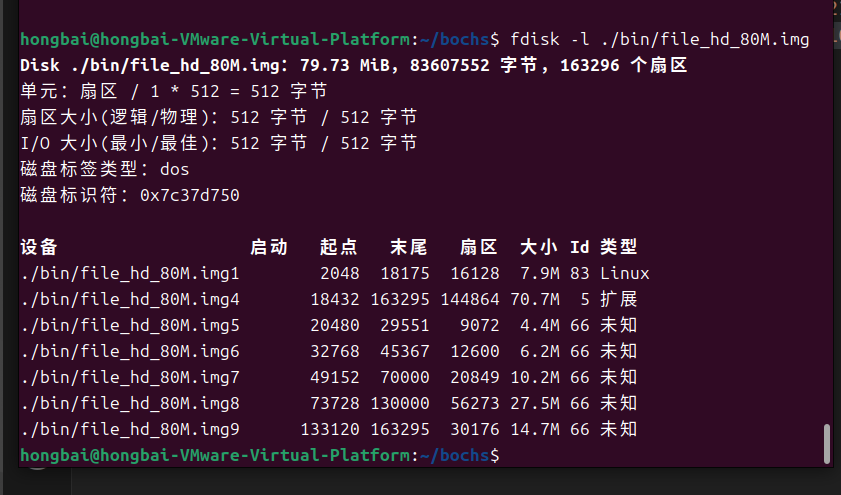 hongbai@hongbai-VMware-Virtual-Platform:~/bochs$ fdisk -l ./bin/file_hd_80M.img
Disk ./bin/file_hd_80M.img：79.73 MiB，83607552 字节，163296 个扇区
单元：扇区 / 1 * 512 = 512 字节
扇区大小(逻辑/物理)：512 字节 / 512 字节
I/O 大小(最小/最佳)：512 字节 / 512 字节
磁盘标签类型：dos
磁盘标识符：0x7c37d750
设备 启动 起点 末尾 扇区 大小 Id 类型
./bin/file_hd_80M.img1 2048 18175 16128 7.9M 83 Linux
./bin/file_hd_80M.img4 18432 163295 144864 70.7M 5 扩展
./bin/file_hd_80M.img5 20480 29551 9072 4.4M 66 未知
./bin/file_hd_80M.img6 32768 45367 12600 6.2M 66 未知
./bin/file_hd_80M.img7 49152 70000 20849 10.2M 66 未知
./bin/file_hd_80M.img8 73728 130000 56273 27.5M 66 未知
./bin/file_hd_80M.img9 133120 163295 30176 14.7M 66 未知
hongbai@hongbai-VMware-Virtual-Platform:~/bochs$